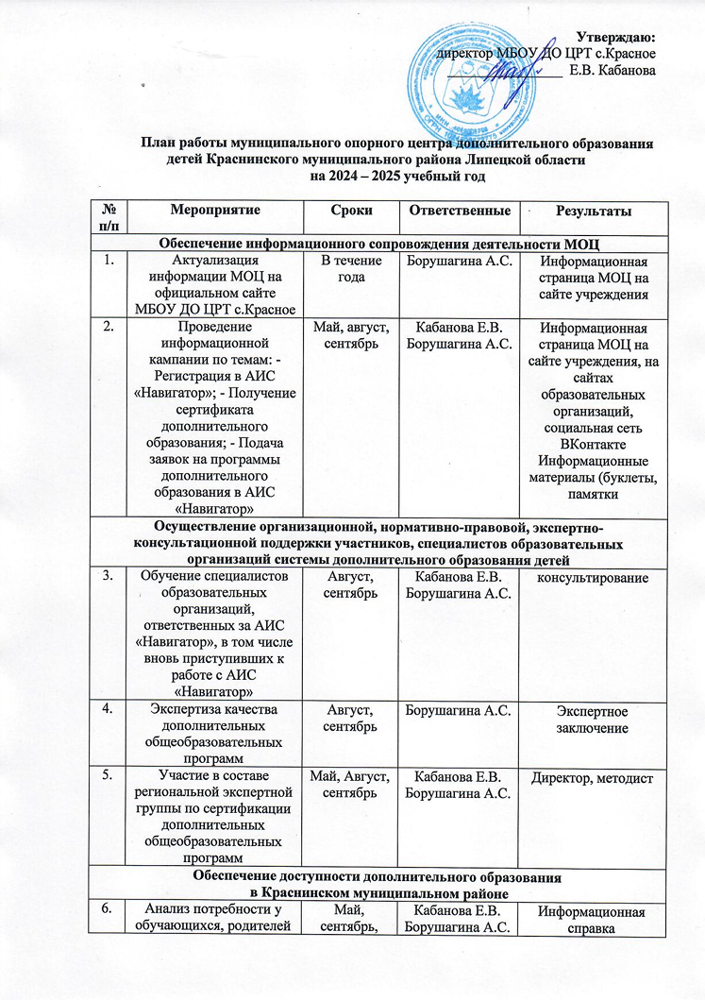 Утверждаю:
директор МБОУ ДО ЦРТ с.Красное
Е.В. Кабанова
План работы муниципального опорного центра дополнительного образования
детей Краснинского муниципального района Липецкой области
на 2024 – 2025 учебный год
№ п/п Мероприятие Сроки Ответственные Результаты
Обеспечение информационного сопровождения деятельности МОЦ
1. Актуализация В течение Борушагина А.С. Информационная
информации МОЦ на года страница МОЦ на
официальном сайте сайте учреждения
МБОУ ДО ЦРТ с.Красное
2. Проведение Май, август, Кабанова Е.В. Информационная
информационной сентябрь Борушагина А.С. страница МОЦ на
кампании по темам: - сайте учреждения, на
Регистрация в АИС сайтах
«Навигатор»; - Получение образовательных
сертификата организаций,
дополнительного социальная сеть
образования; - Подача ВКонтакте
заявок на программы Информационные
дополнительного материалы (буклеты,
образования в АИС памятки
«Навигатор»
Осуществление организационной, нормативно-правовой, экспертно-
консультационной поддержки участников, специалистов образовательных
организаций системы дополнительного образования детей
3. Обучение специалистов Август, Кабанова Е.В. консультирование
образовательных сентябрь Борушагина А.С.
организаций,
ответственных за АИС
«Навигатор», в том числе
вновь приступивших к
работе с АИС
«Навигатор»
4. Экспертиза качества Август, Борушагина А.С. Экспертное
дополнительных сентябрь заключение
общеобразовательных
программ
5. Участие в составе Май, Август, Кабанова Е.В. Директор, методист
региональной экспертной сентябрь Борушагина А.С.
группы по сертификации
дополнительных
общеобразовательных
программ
Обеспечение доступности дополнительного образования
в Краснинском муниципальном районе
6. Анализ потребности у Май, Кабанова Е.В. Информационная
обучающихся, родителей сентябрь, Борушагина А.С. справка